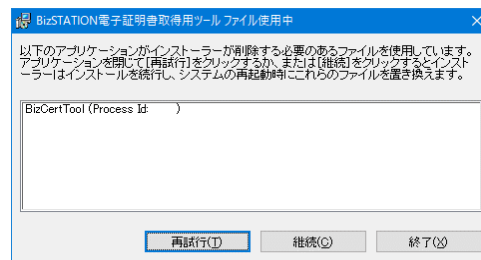 BizSTATION電子証明書取得用ツール ファイル使用中
以下のアプリケーションがインストーラーが削除する必要のあるファイルを使用しています。
アプリケーションを閉じて[再試行]をクリックするか、または[継続]をクリックするとインスト
ーラーはインストールを続行し、システムの再起動時にこれらのファイルを置き換えます。
BizCertTool (Process Id: )
再試行(T) 継続(C) 終了(X)